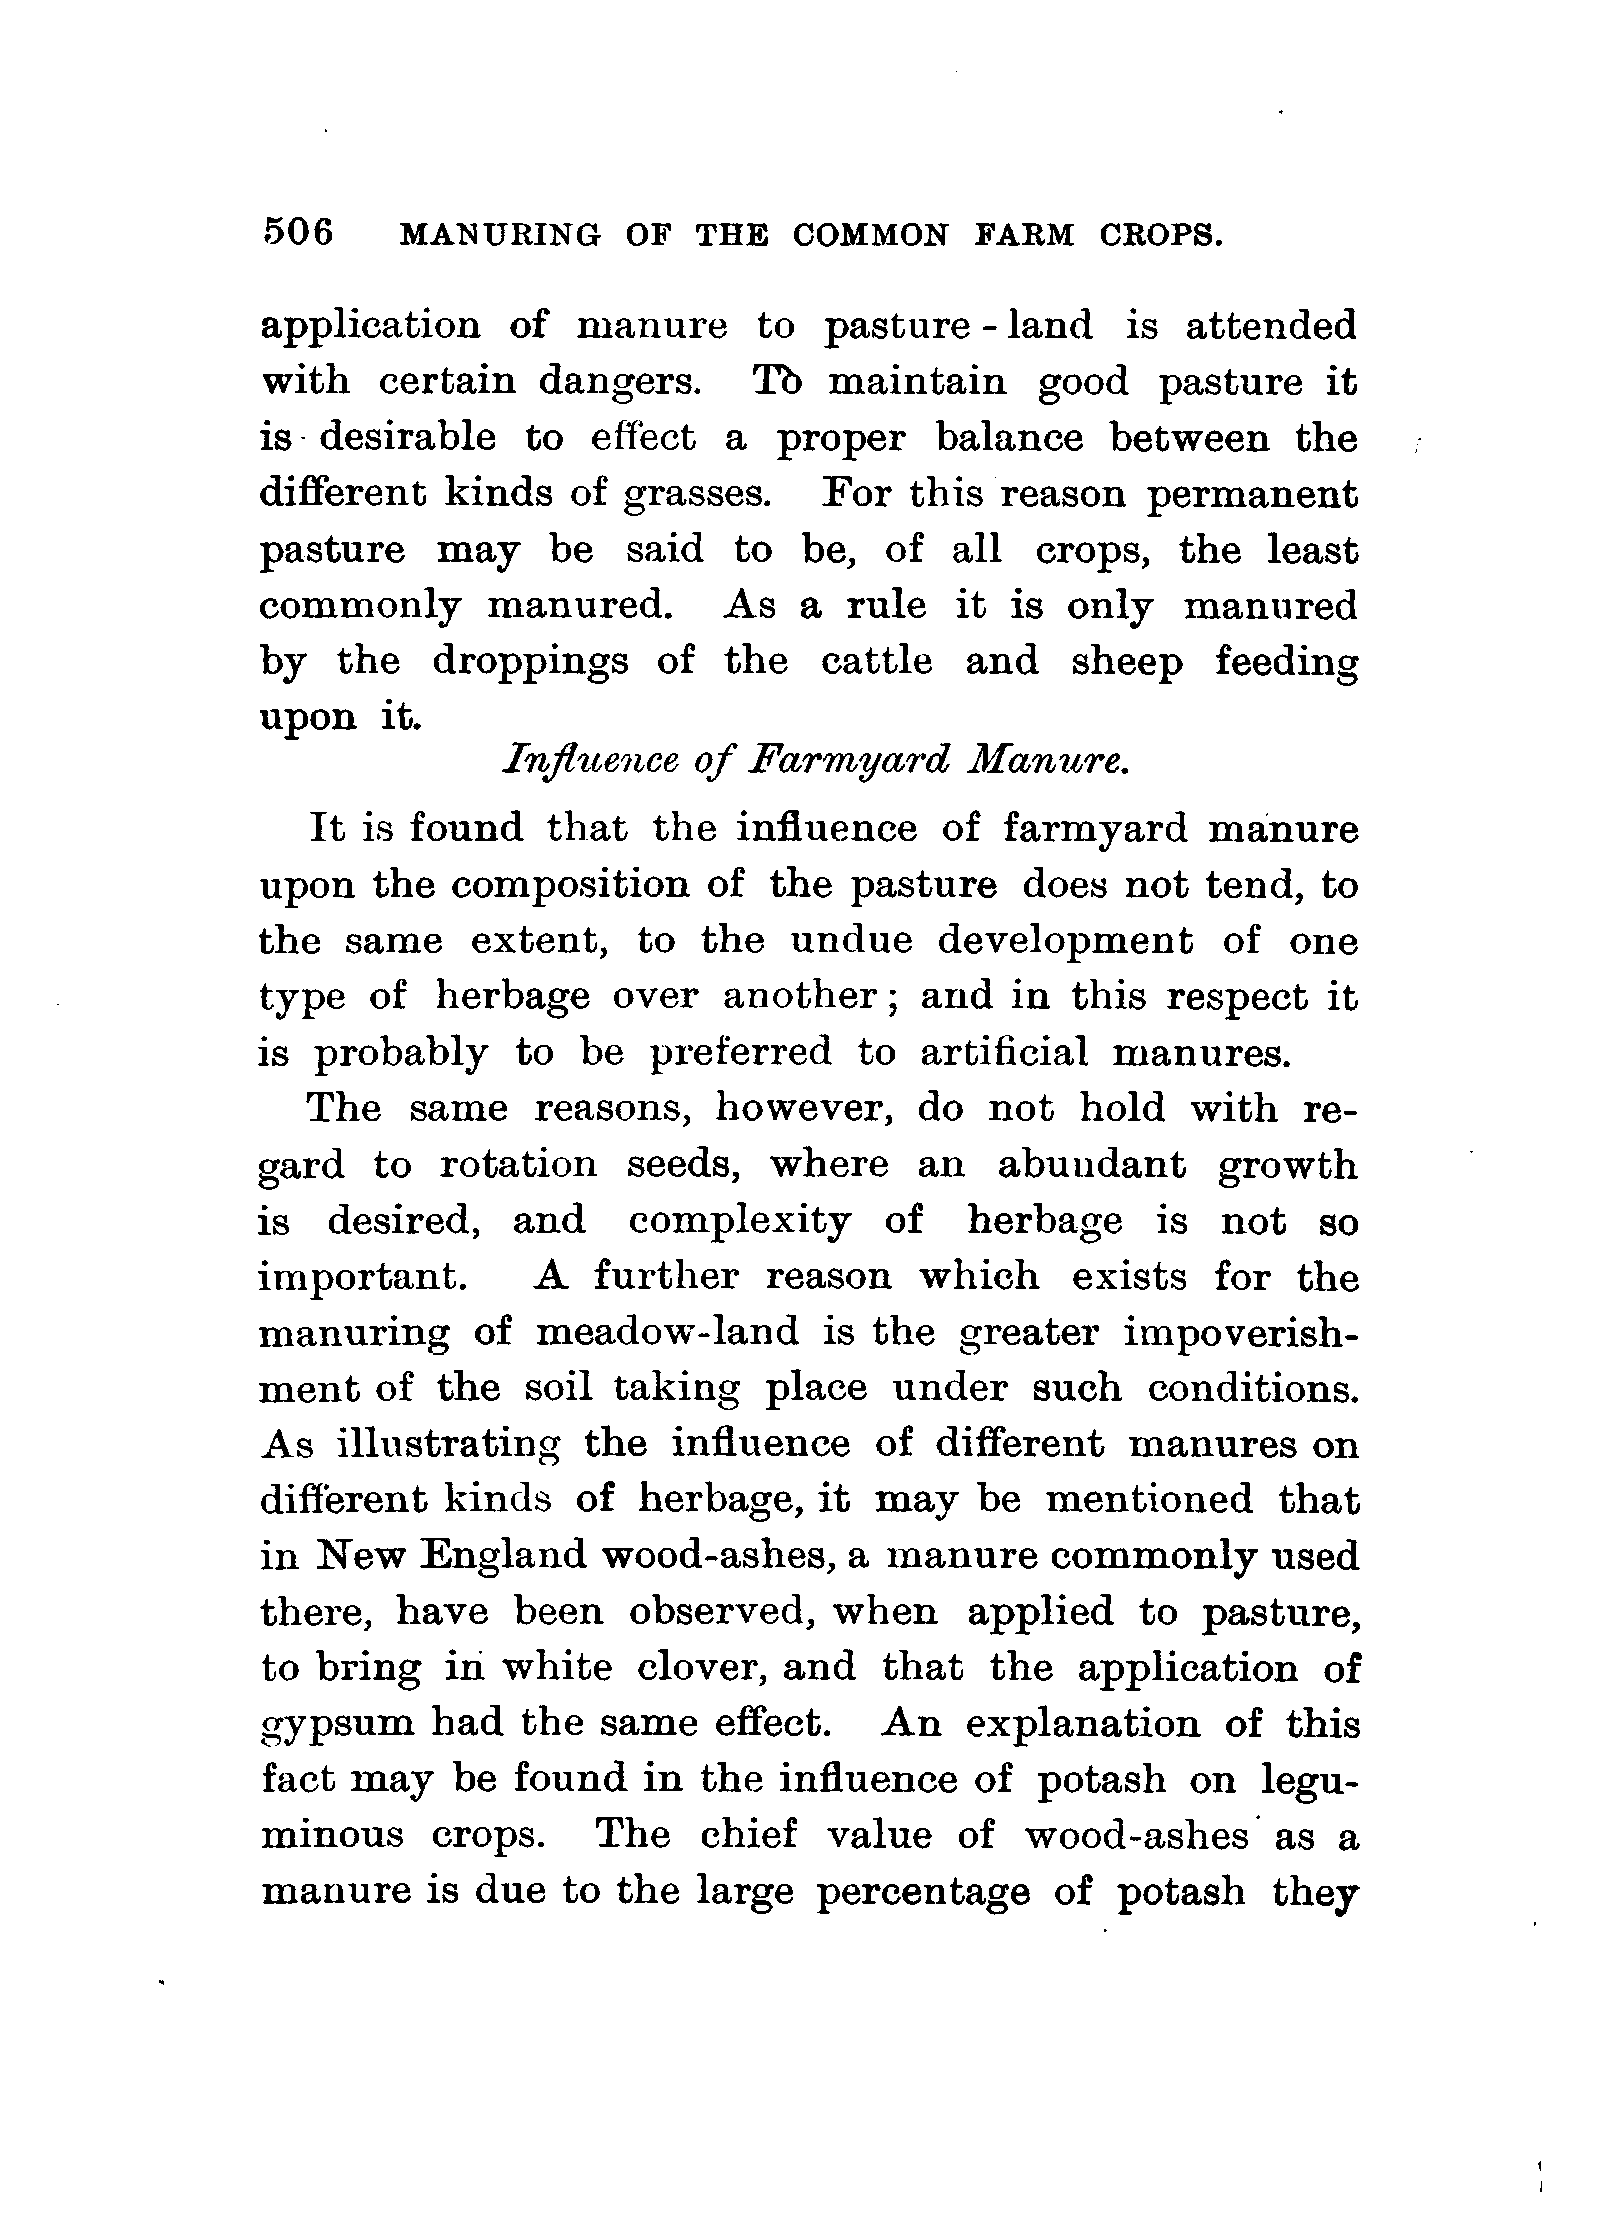 506 MANURING OF THE COMMON FARM CROPS.
application of manure to pasture-land is attended
with certain dangers. To maintain good pasture it
is desirable to effect a proper balance between the
different kinds of grasses. For this reason permanent
pasture may be said to be, of all crops, the least
commonly manured. As a rule it is only manured
by the droppings of the cattle and sheep feeding
upon it.
Influence of Farmyard Manure.
It is found that the influence of farmyard manure
upon the composition of the pasture does not tend, to
the same extent, to the undue development of one
type of herbage over another; and in this respect it
is probably to be preferred to artificial manures.
The same reasons, however, do not hold with re-
gard to rotation seeds, where an abundant growth
is desired, and complexity of herbage is not so
important. A further reason which exists for the
manuring of meadow-land is the greater impoverish-
ment of the soil taking place under such conditions.
As illustrating the influence of different manures on
different kinds of herbage, it may be mentioned that
in New England wood-ashes, a manure commonly used
there, have been observed, when applied to pasture,
to bring in white clover, and that the application of
gypsum had the same effect. An explanation of this
fact may be found in the influence of potash on legu-
minous crops. The chief value of wood-ashes as a
manure is due to the large percentage of potash they